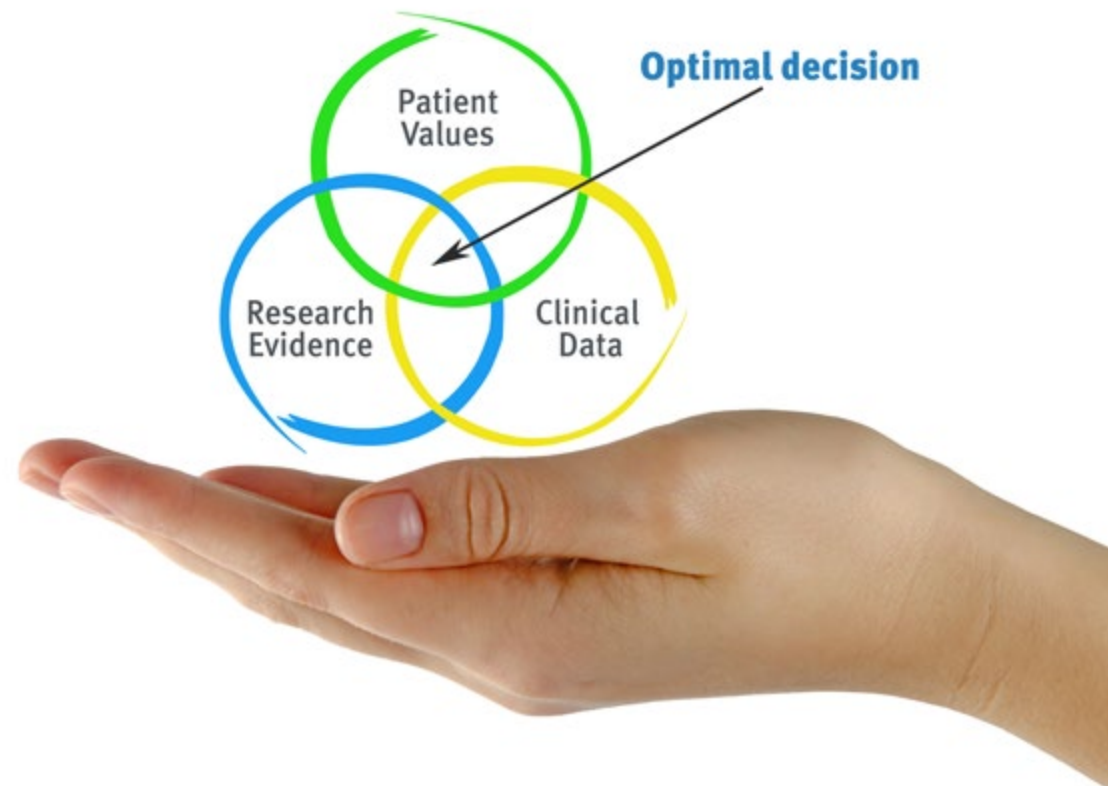 Optimal decision
Patient
Values
Research
Evidence
Clinical
Data